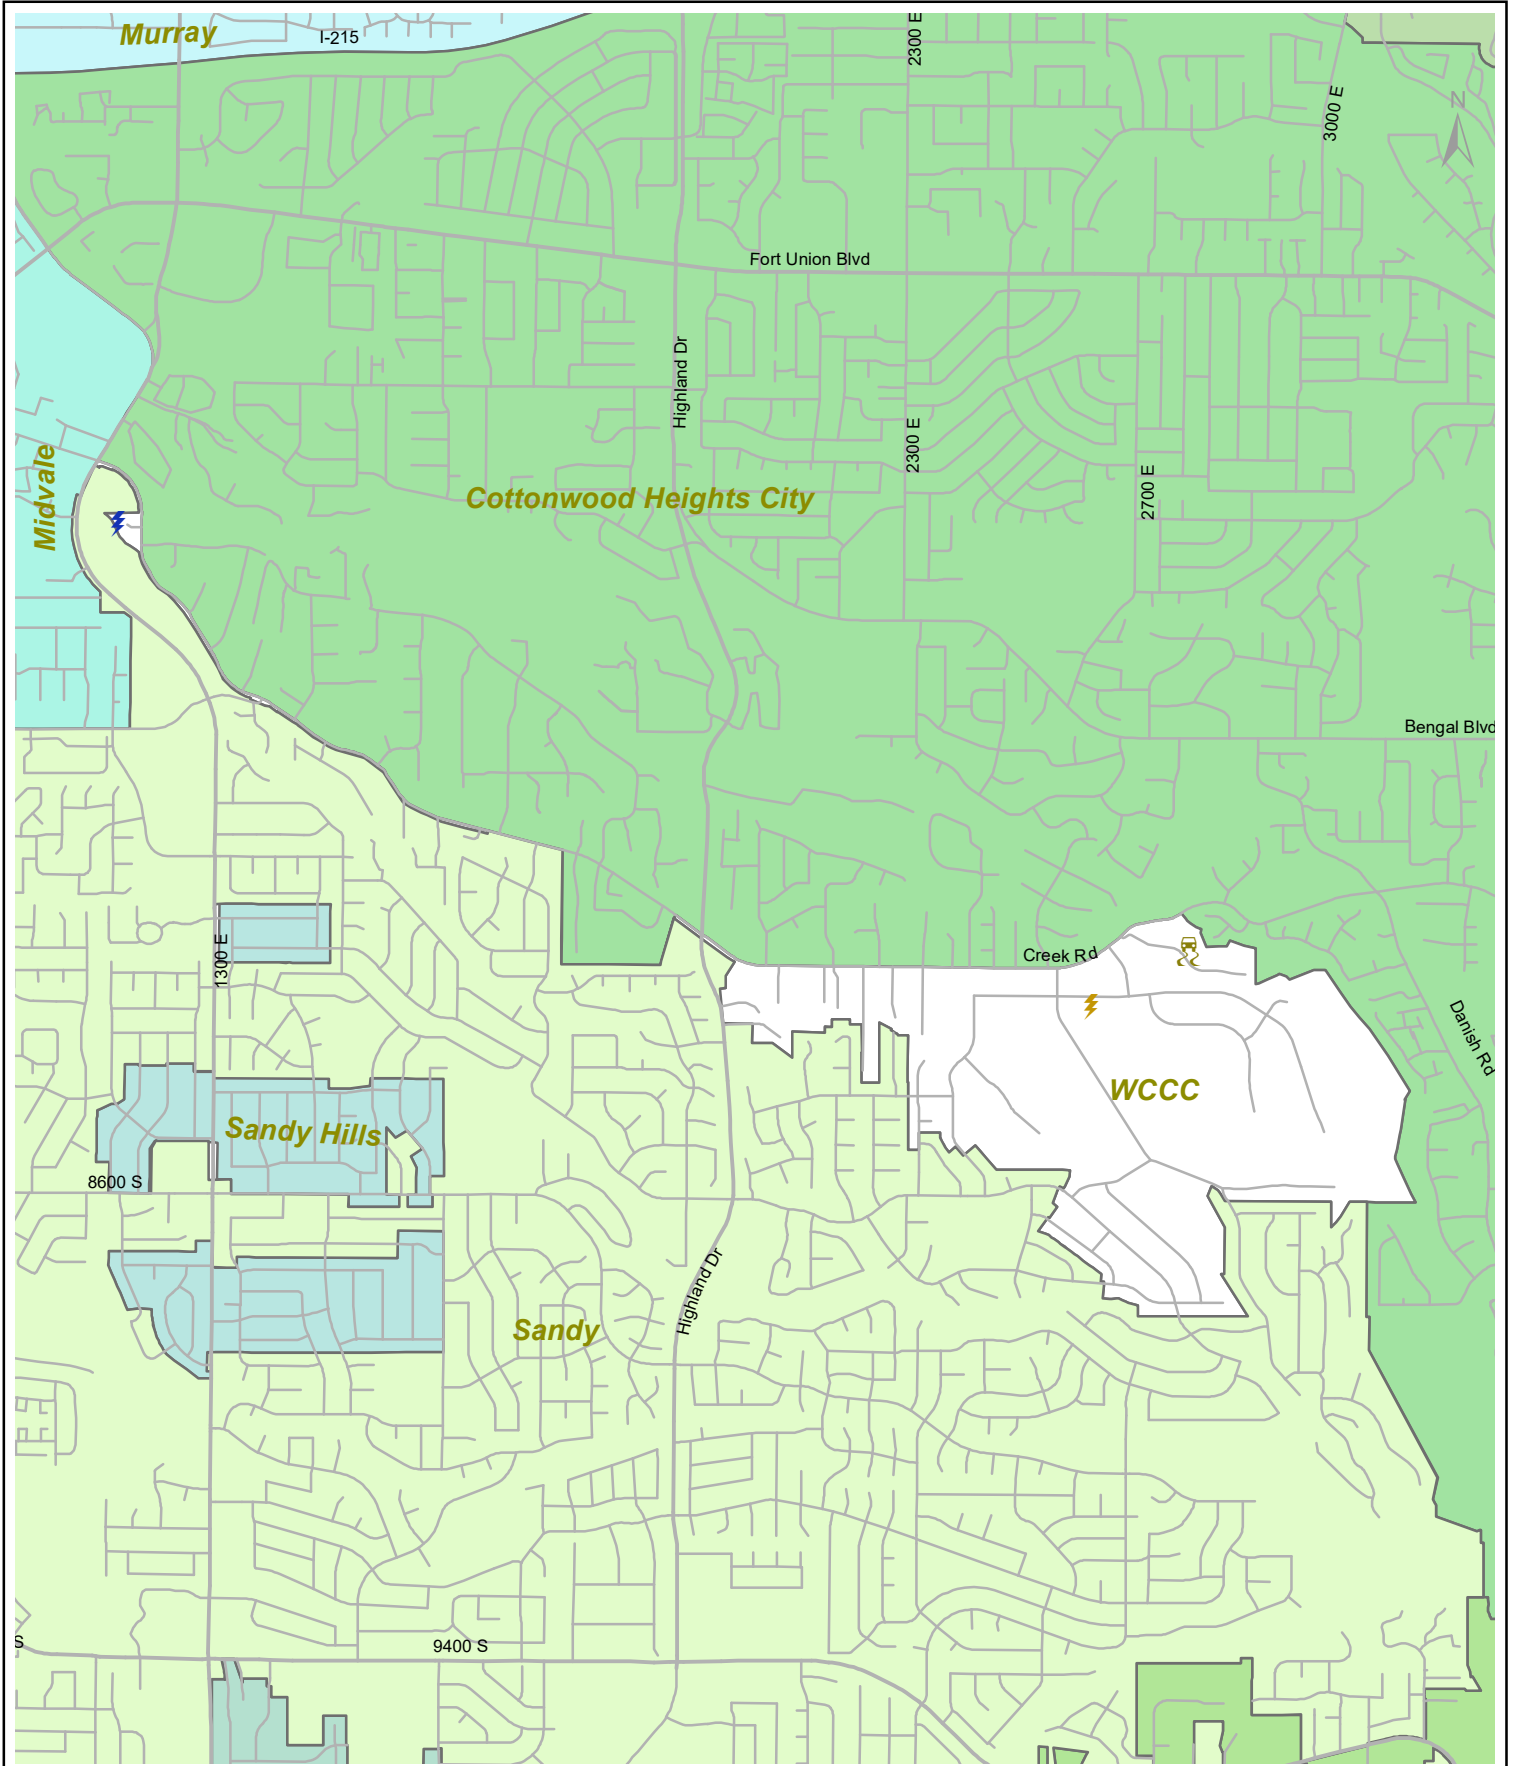 Murray
I-215
2300 E
3000 E
N
Fort Union Blvd
Highland Dr
2300 E
2700 E
Midvale
Cottonwood Heights City
Bengal Blvd
1300 E
Creek Rd
Danish Rd
WCCC
Sandy Hills
8600 S
Highland Dr
Sandy
S
9400 S